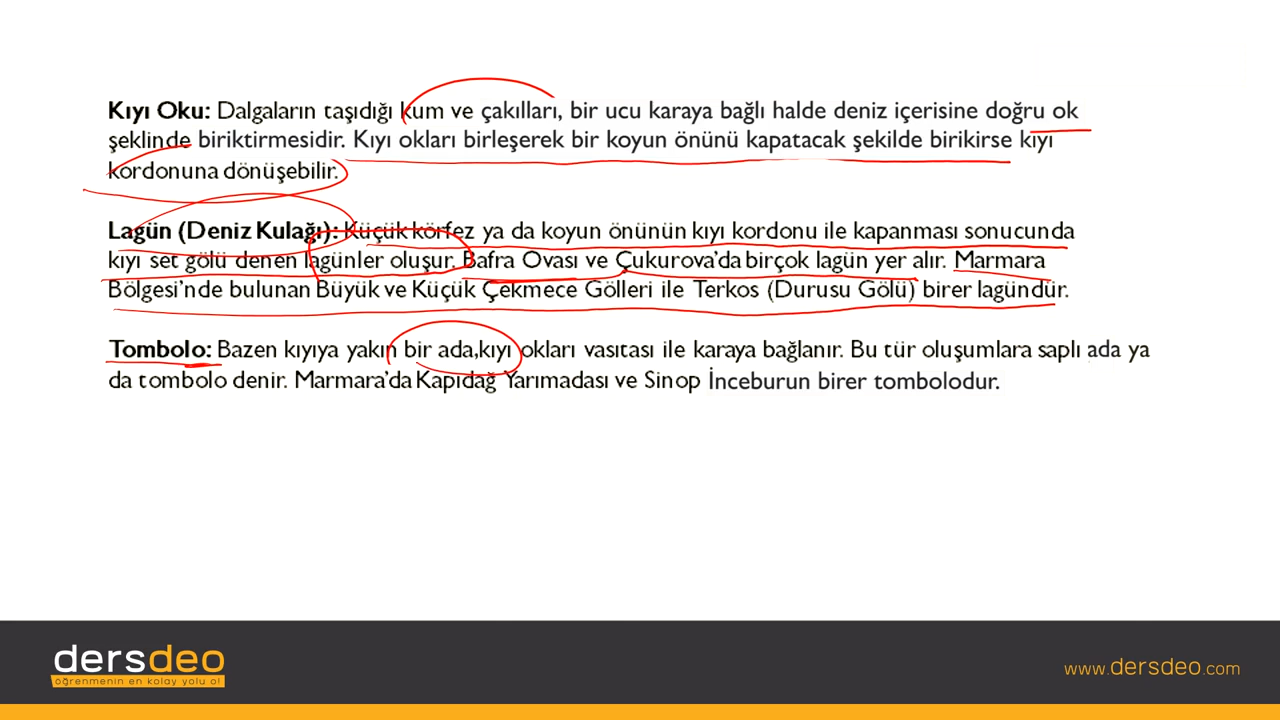 Kıyı Oku: Dalgaların taşıdığı kum ve çakılları, bir ucu karaya bağlı halde deniz içerisine doğru ok
şeklinde biriktirmesidir. Kıyı okları birleşerek bir koyun önünü kapatacak şekilde birikirse kıyı
kordonuna dönüşebilir.
Lagün (Deniz Kulağı): Küçük körfez ya da koyun önünün kıyı kordonu ile kapanması sonucunda
kıyı set gölü denen lagünler oluşur. Bafra Ovası ve Çukurova’da birçok lagün yer alır. Marmara
Bölgesi’nde bulunan Büyük ve Küçük Çekmece Gölleri ile Terkos (Durusu Gölü) birer lagündür.
Tombolo: Bazen kıyıya yakın bir ada,kıyı okları vasıtası ile karaya bağlanır. Bu tür oluşumlara saplı ada ya
da tombolo denir. Marmara’da Kapıdağ Yarımadası ve Sinop İnceburun birer tombolodur.
dersdeo
öğrenmenin en kolay yolu o!
www.dersdeo.com